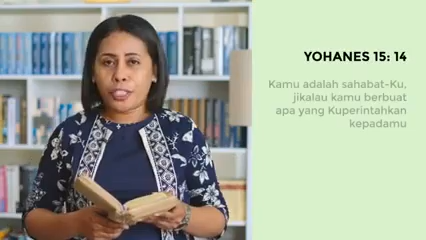 YOHANES 15: 14
Kamu adalah sahabat-Ku,
jikalau kamu berbuat
apa yang Kuperintahkan
kepadamu